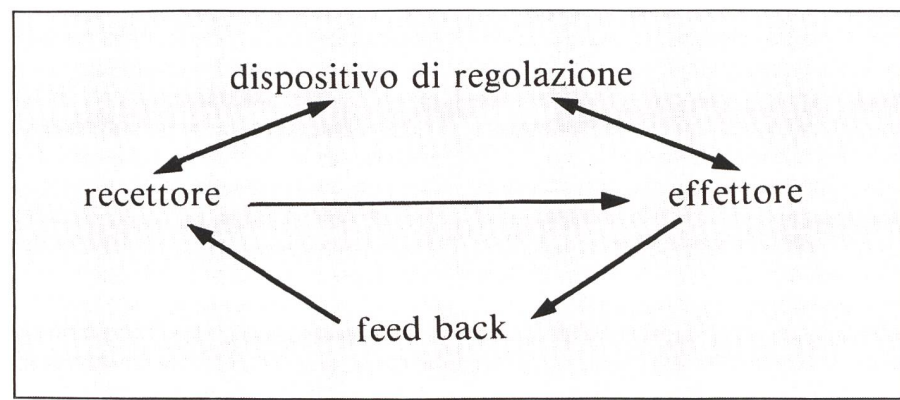 dispositivo di regolazione
recettore
effettore
feed back